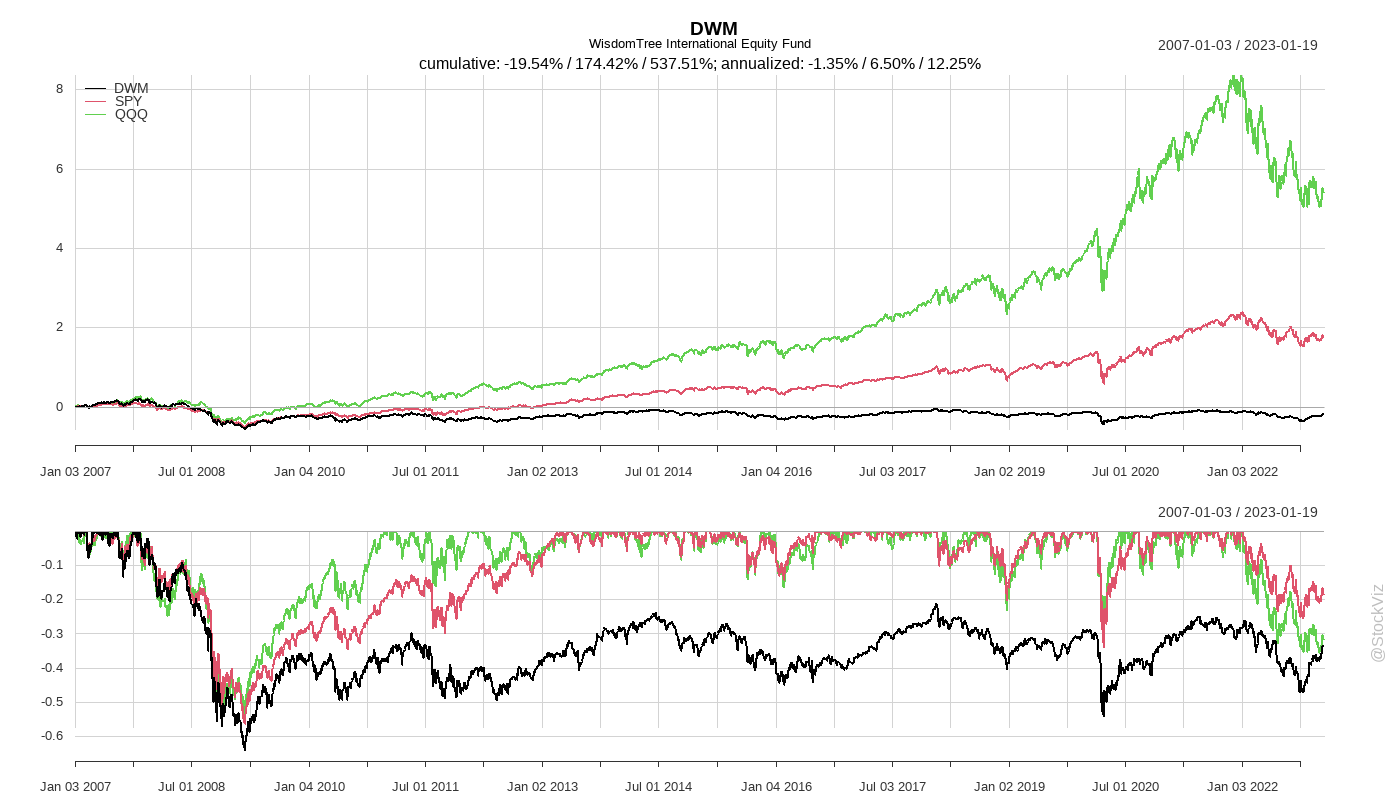 DWM
WisdomTree International Equity Fund
2007-01-03 / 2023-01-19
cumulative: -19.54% / 174.42% / 537.51%; annualized: -1.35% / 6.50% / 12.25%
DWM
SPY
QQQ
8
6
4
2
0
Jan 03 2007 Jul 01 2008 Jan 04 2010 Jul 01 2011 Jan 02 2013 Jul 01 2014 Jan 04 2016 Jul 03 2017 Jan 02 2019 Jul 01 2020 Jan 03 2022
2007-01-03 / 2023-01-19
-0.1
-0.2
-0.3
-0.4
-0.5
-0.6
Jan 03 2007 Jul 01 2008 Jan 04 2010 Jul 01 2011 Jan 02 2013 Jul 01 2014 Jan 04 2016 Jul 03 2017 Jan 02 2019 Jul 01 2020 Jan 03 2022
@StockViz